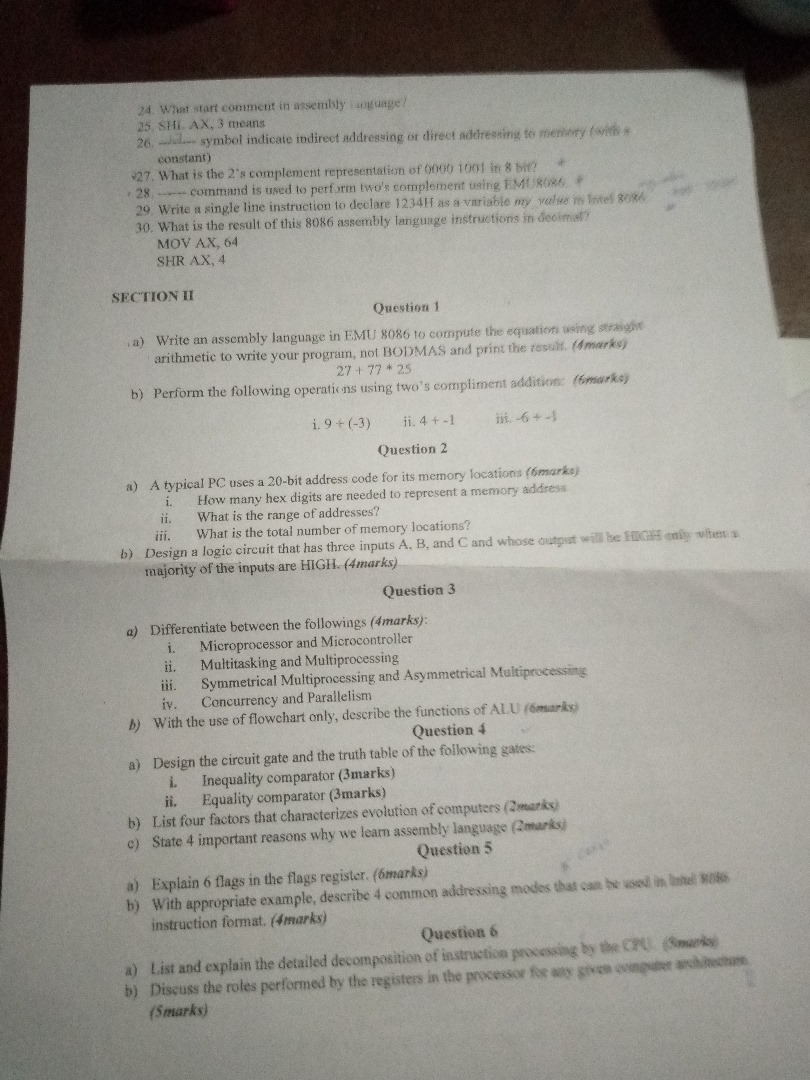 24. What start comment in assembly language?
25. SHL AX, 3 means
26. ------- symbol indicate indirect addressing or direct addressing to memory (with a
constant)
27. What is the 2's complement representation of 0000 1001 in 8 bit?
28. ------- command is used to perform two's complement using EMU8086.
29. Write a single line instruction to declare 1234H as a variable my_value in Intel 8086
30. What is the result of this 8086 assembly language instructions in decimal?
MOV AX, 64
SHR AX, 4
SECTION II
Question 1
a) Write an assembly language in EMU 8086 to compute the equation using straight
arithmetic to write your program, not BODMAS and print the result. (4marks)
27 + 77 * 25
b) Perform the following operations using two's compliment addition: (6marks)
i. 9 + (-3) ii. 4 + -1 iii. -6 + -1
Question 2
a) A typical PC uses a 20-bit address code for its memory locations (6marks)
i. How many hex digits are needed to represent a memory address
ii. What is the range of addresses?
iii. What is the total number of memory locations?
b) Design a logic circuit that has three inputs A, B, and C and whose output will be HIGH only when a
majority of the inputs are HIGH. (4marks)
Question 3
a) Differentiate between the followings (4marks):
i. Microprocessor and Microcontroller
ii. Multitasking and Multiprocessing
iii. Symmetrical Multiprocessing and Asymmetrical Multiprocessing
iv. Concurrency and Parallelism
b) With the use of flowchart only, describe the functions of ALU (6marks)
Question 4
a) Design the circuit gate and the truth table of the following gates:
i. Inequality comparator (3marks)
ii. Equality comparator (3marks)
b) List four factors that characterizes evolution of computers (2marks)
c) State 4 important reasons why we learn assembly language (2marks)
Question 5
a) Explain 6 flags in the flags register. (6marks)
b) With appropriate example, describe 4 common addressing modes that can be used in Intel 8086
instruction format. (4marks)
Question 6
a) List and explain the detailed decomposition of instruction processing by the CPU. (5marks)
b) Discuss the roles performed by the registers in the processor for any given computer architecture.
(5marks)